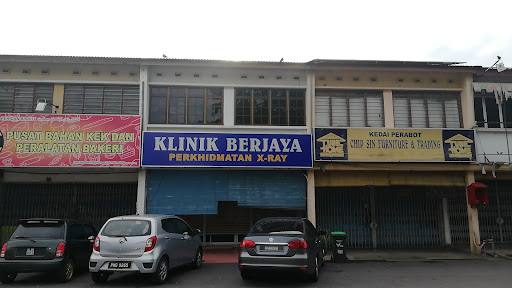 PUSAT BAHAN KEK DAN
PERALATAN BAKERI
KLINIK BERJAYA
PERKHIDMATAN X-RAY
KEDAI PERABOT
CHIP SIN FURNITURE & TRADING